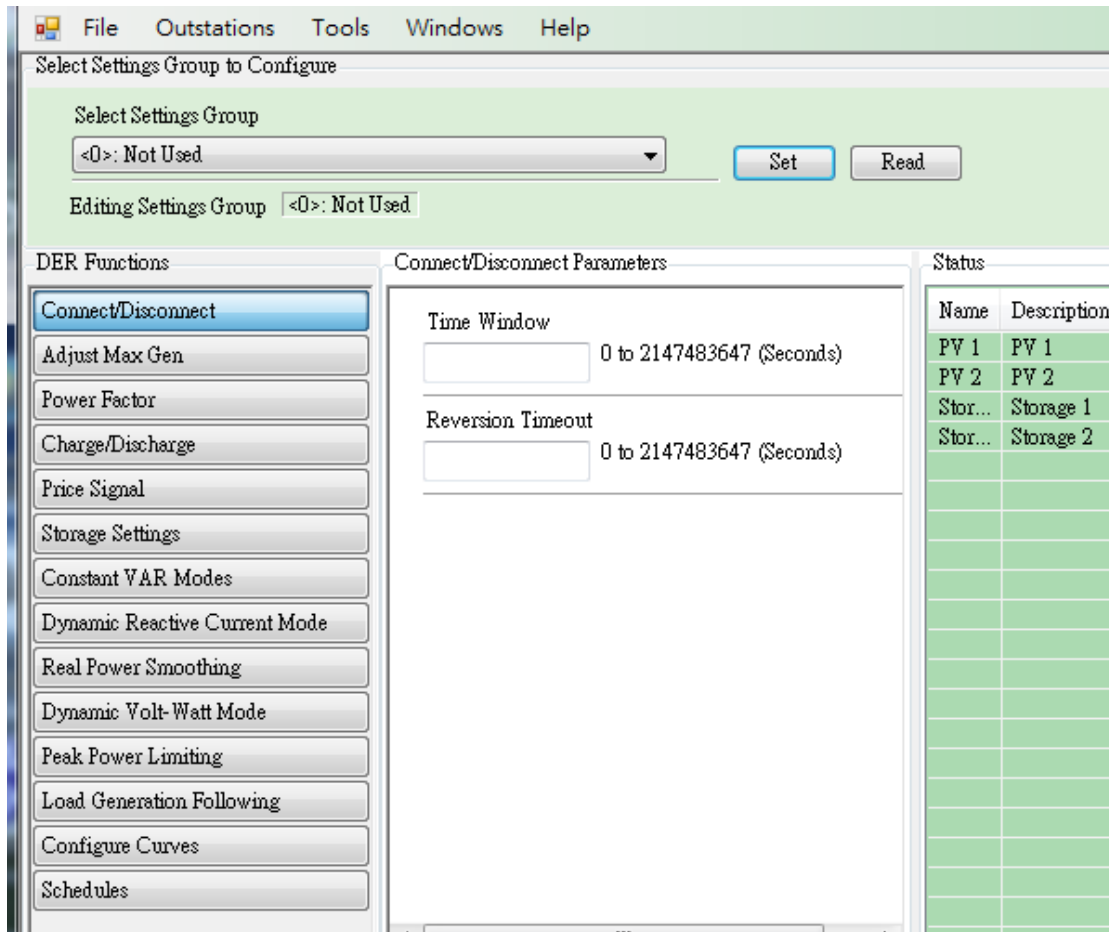 File Outstations Tools Windows Help
Select Settings Group to Configure
Select Settings Group
<0>: Not Used
Set Read
Editing Settings Group <0>: Not Used
DER Functions
Connect/Disconnect
Adjust Max Gen
Power Factor
Charge/Discharge
Price Signal
Storage Settings
Constant VAR Modes
Dynamic Reactive Current Mode
Real Power Smoothing
Dynamic Volt-Watt Mode
Peak Power Limiting
Load Generation Following
Configure Curves
Schedules
Connect/Disconnect Parameters
Time Window
0 to 2147483647 (Seconds)
Reversion Timeout
0 to 2147483647 (Seconds)
Status
Name Description
PV 1 PV 1
PV 2 PV 2
Stor... Storage 1
Stor... Storage 2